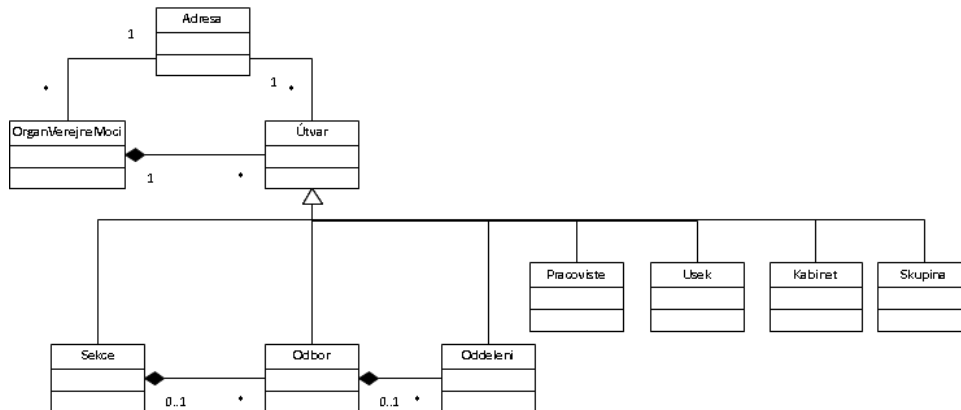 Adresa
1
1
*
*
OrganVerejneMoci
Útvar
1
*
Pracoviste
Usek
Kabinet
Skupina
Sekce
Odbor
Oddeleni
0..1
*
0..1
*